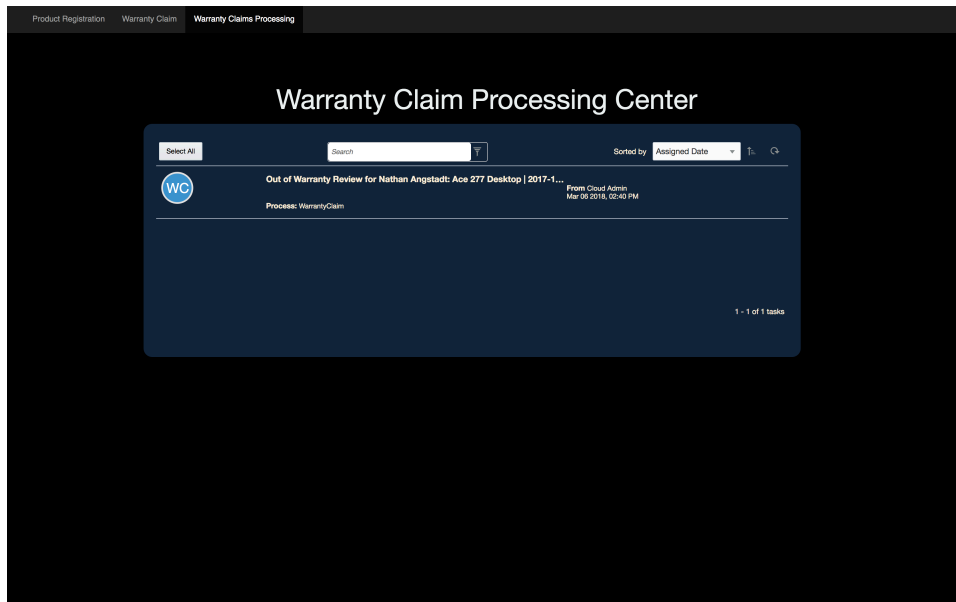 Product Registration Warranty Claim Warranty Claims Processing
Warranty Claim Processing Center
Select All Search Sorted by Assigned Date
WC Out of Warranty Review for Nathan Angstadt: Ace 277 Desktop | 2017-1...
From Cloud Admin
Mar 06 2018, 02:40 PM
Process: WarrantyClaim
1 - 1 of 1 tasks